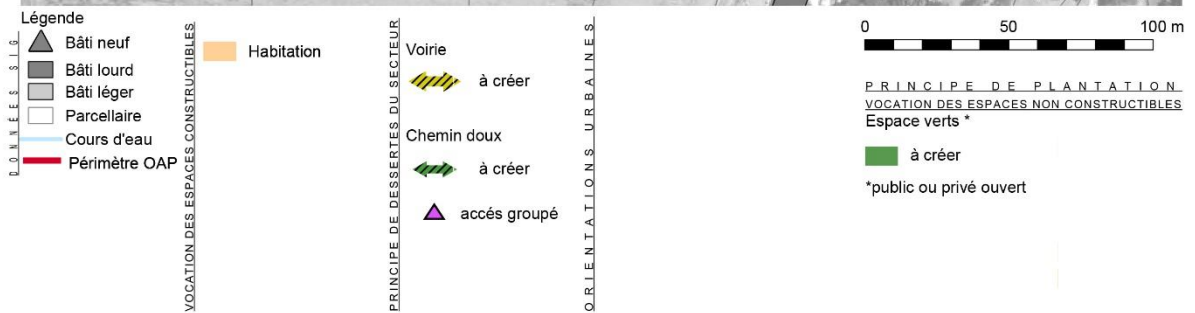 Légende
DONNÉES SIG
Bâti neuf
Bâti lourd
Bâti léger
Parcellaire
Cours d'eau
Périmètre OAP
VOCATION DES ESPACES CONSTRUCTIBLES
Habitation
PRINCIPE DE DESSERTES DU SECTEUR
Voirie
à créer
Chemin doux
à créer
accés groupé
ORIENTATIONS URBAINES
0 50 100 m
PRINCIPE DE PLANTATION
VOCATION DES ESPACES NON CONSTRUCTIBLES
Espace verts *
à créer
*public ou privé ouvert